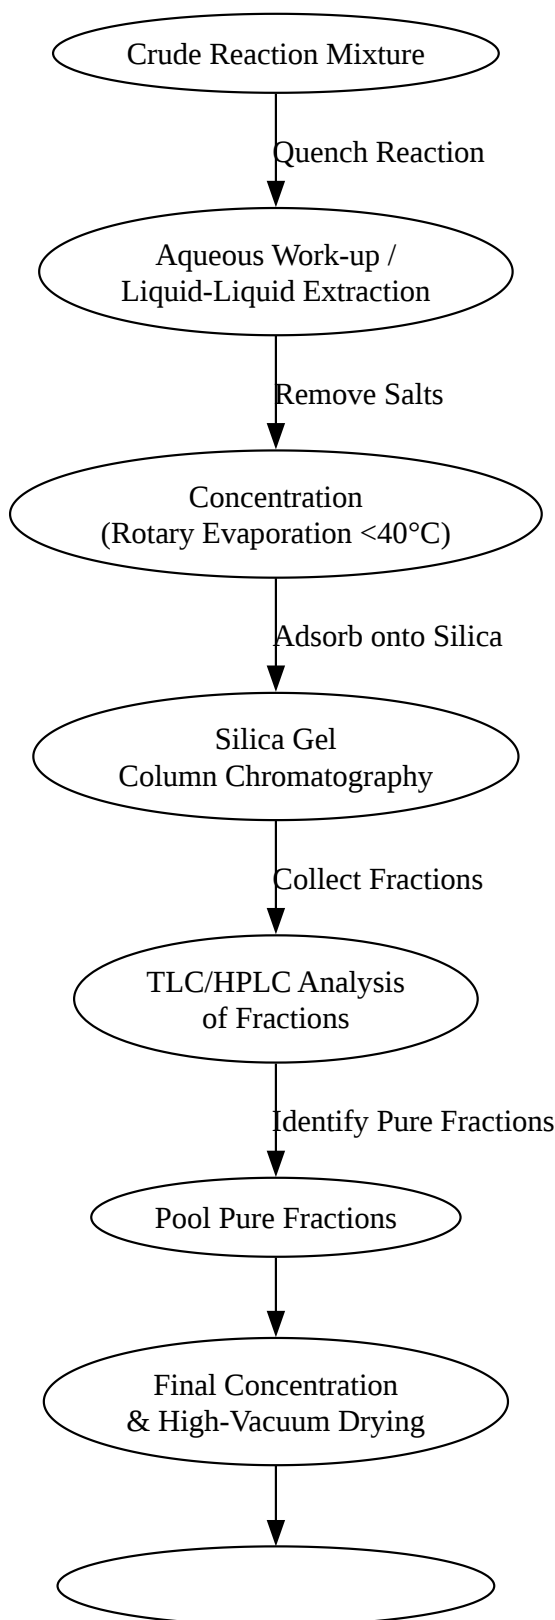 Crude Reaction Mixture
Quench Reaction
Aqueous Work-up /
Liquid-Liquid Extraction
Remove Salts
Concentration
(Rotary Evaporation <40°C)
Adsorb onto Silica
Silica Gel
Column Chromatography
Collect Fractions
TLC/HPLC Analysis
of Fractions
Identify Pure Fractions
Pool Pure Fractions
Final Concentration
& High-Vacuum Drying